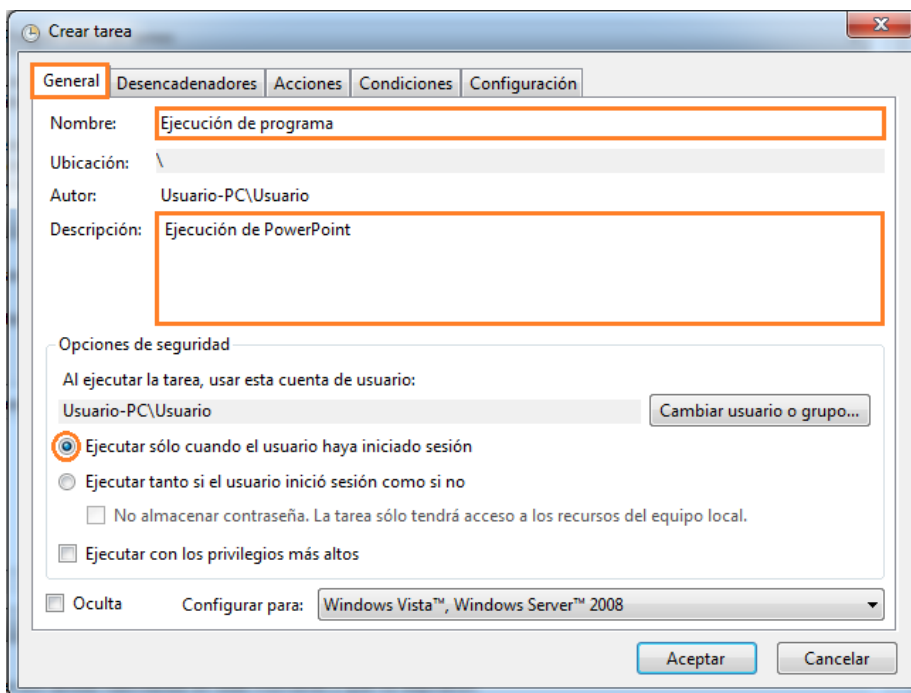 Crear tarea
General Desencadenadores Acciones Condiciones Configuración
Nombre: Ejecución de programa
Ubicación: \
Autor: Usuario-PC\Usuario
Descripción: Ejecución de PowerPoint
Opciones de seguridad
Al ejecutar la tarea, usar esta cuenta de usuario:
Usuario-PC\Usuario Cambiar usuario o grupo...
Ejecutar sólo cuando el usuario haya iniciado sesión
Ejecutar tanto si el usuario inició sesión como si no
No almacenar contraseña. La tarea sólo tendrá acceso a los recursos del equipo local.
Ejecutar con los privilegios más altos
Oculta Configurar para: Windows Vista™, Windows Server™ 2008
Aceptar Cancelar